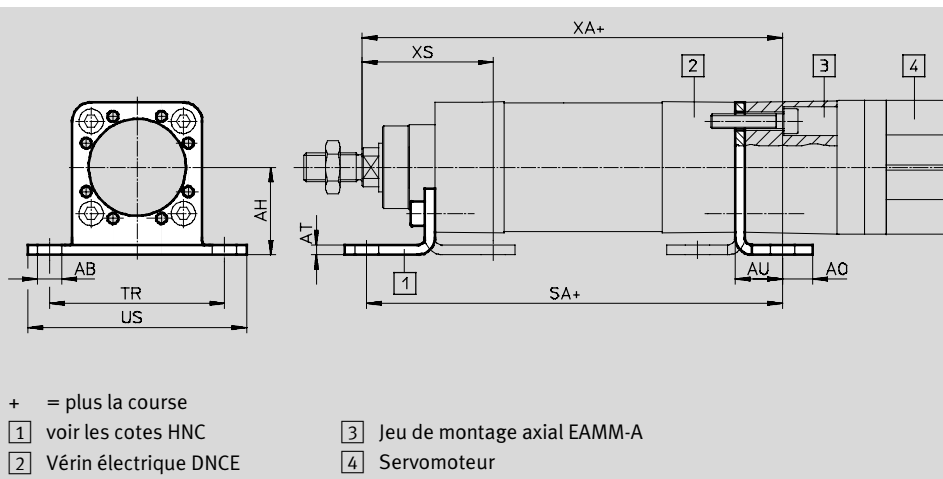 XA+
XS
2
3
4
AH
AT
AB
TR
US
1
AU
AO
SA+
+ = plus la course
1 voir les cotes HNC
2 Vérin électrique DNCE
3 Jeu de montage axial EAMM-A
4 Servomoteur